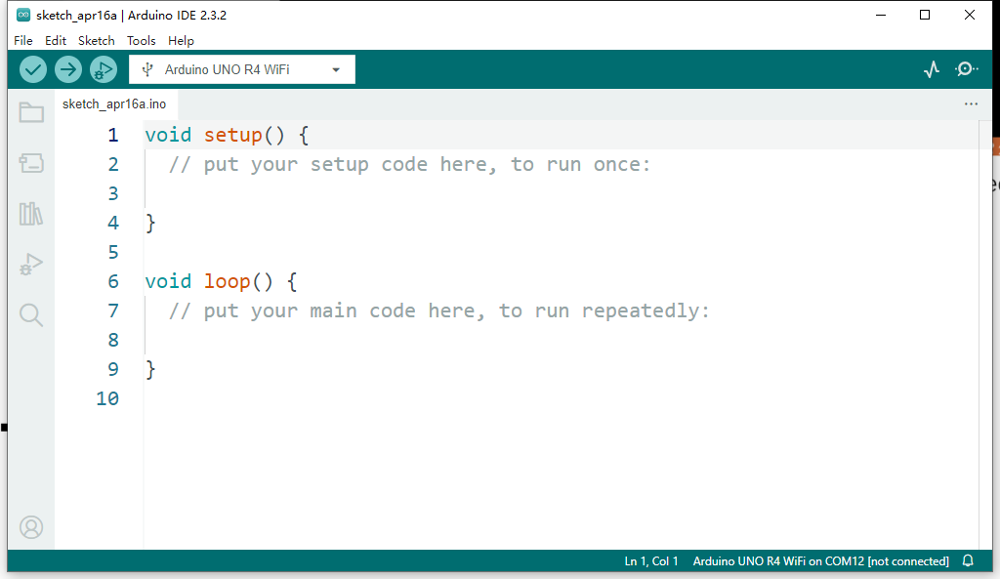 sketch_apr16a | Arduino IDE 2.3.2
File Edit Sketch Tools Help
Arduino UNO R4 WiFi
sketch_apr16a.ino
1 void setup() {
2 // put your setup code here, to run once:
3
4 }
5
6 void loop() {
7 // put your main code here, to run repeatedly:
8
9 }
10
Ln 1, Col 1 Arduino UNO R4 WiFi on COM12 [not connected]